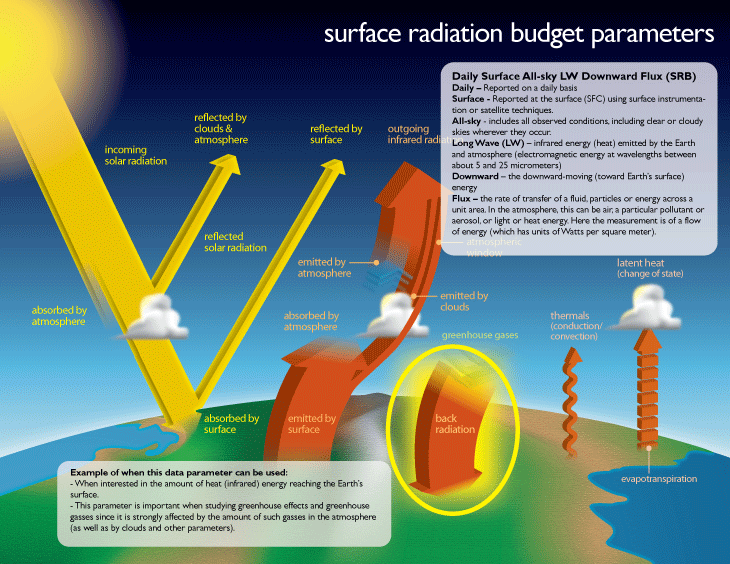 surface radiation budget parameters
Daily Surface All-sky LW Downward Flux (SRB)
Daily – Reported on a daily basis
Surface - Reported at the surface (SFC) using surface instrumenta-
tion or satellite techniques.
All-sky - includes all observed conditions, including clear or cloudy
skies wherever they occur.
Long Wave (LW) – infrared energy (heat) emitted by the Earth
and atmosphere (electromagnetic energy at wavelengths between
about 5 and 25 micrometers)
Downward – the downward-moving (toward Earth's surface)
energy
Flux – the rate of transfer of a fluid, particles or energy across a
unit area. In the atmosphere, this can be air, a particular pollutant or
aerosol, or light or heat energy. Here the measurement is of a flow
of energy (which has units of Watts per square meter).
incoming
solar radiation
reflected by
clouds &
atmosphere
reflected by
surface
outgoing
infrared radiation
reflected
solar radiation
atmospheric
window
emitted by
atmosphere
latent heat
(change of state)
absorbed by
atmosphere
absorbed by
atmosphere
emitted by
clouds
greenhouse gases
thermals
(conduction/
convection)
absorbed by
surface
emitted by
surface
back
radiation
evapotranspiration
Example of when this data parameter can be used:
- When interested in the amount of heat (infrared) energy reaching the Earth's
surface.
- This parameter is important when studying greenhouse effects and greenhouse
gases since it is strongly affected by the amount of such gases in the atmosphere
(as well as by clouds and other parameters).